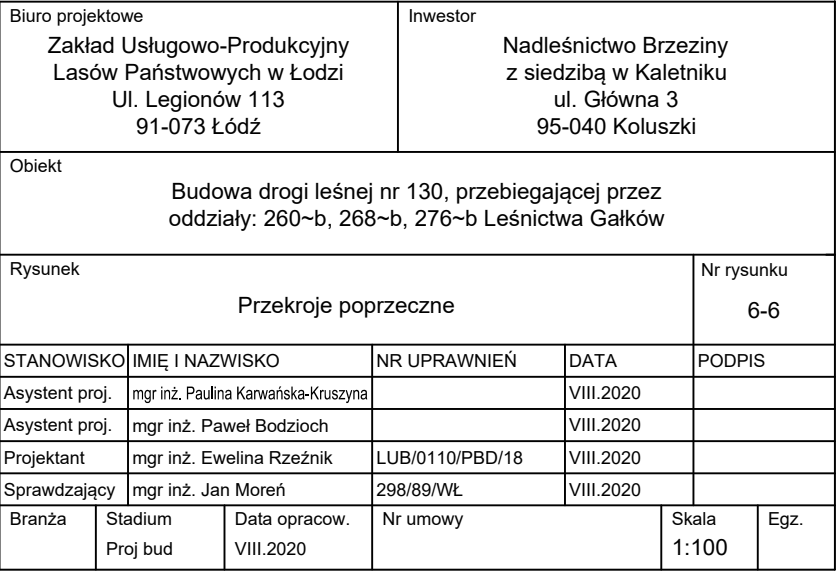 Biuro projektowe
Zakład Usługowo-Produkcyjny
Lasów Państwowych w Łodzi
Ul. Legionów 113
91-073 Łódź
Inwestor
Nadleśnictwo Brzeziny
z siedzibą w Kaletniku
ul. Główna 3
95-040 Koluszki
Obiekt
Budowa drogi leśnej nr 130, przebiegającej przez
oddziały: 260~b, 268~b, 276~b Leśnictwa Gałków
Rysunek
Przekroje poprzeczne
Nr rysunku
6-6
STANOWISKO IMIĘ I NAZWISKO NR UPRAWNIEŃ DATA PODPIS
Asystent proj. mgr inż. Paulina Karwańska-Kruszyna VIII.2020
Asystent proj. mgr inż. Paweł Bodzioch VIII.2020
Projektant mgr inż. Ewelina Rzeźnik LUB/0110/PBD/18 VIII.2020
Sprawdzający mgr inż. Jan Moreń 298/89/WŁ VIII.2020
Branża Stadium Data opracow. Nr umowy Skala Egz.
Proj bud VIII.2020 1:100